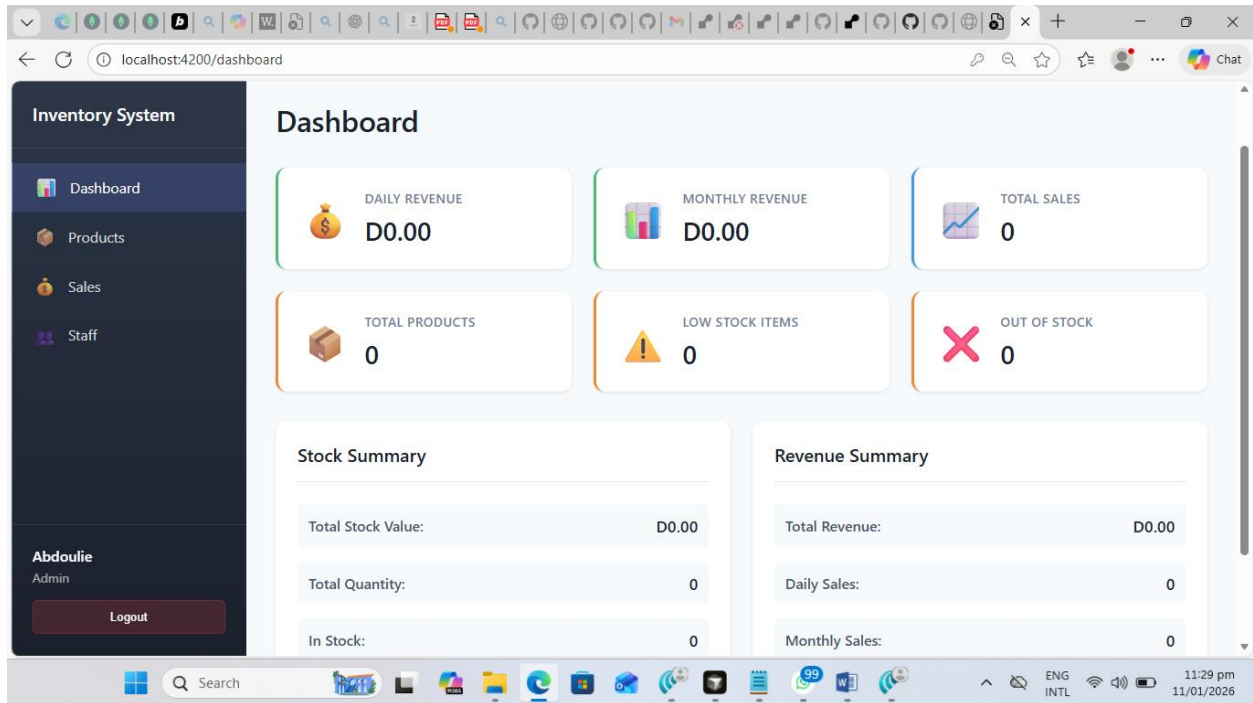 localhost:4200/dashboard
Chat
Inventory System
Dashboard
Products
Sales
Staff
Abdoulie
Admin
Logout
Dashboard
DAILY REVENUE
D0.00
MONTHLY REVENUE
D0.00
TOTAL SALES
0
TOTAL PRODUCTS
0
LOW STOCK ITEMS
0
OUT OF STOCK
0
Stock Summary
Total Stock Value: D0.00
Total Quantity: 0
In Stock: 0
Revenue Summary
Total Revenue: D0.00
Daily Sales: 0
Monthly Sales: 0
Search
99
ENG
INTL
11:29 pm
11/01/2026